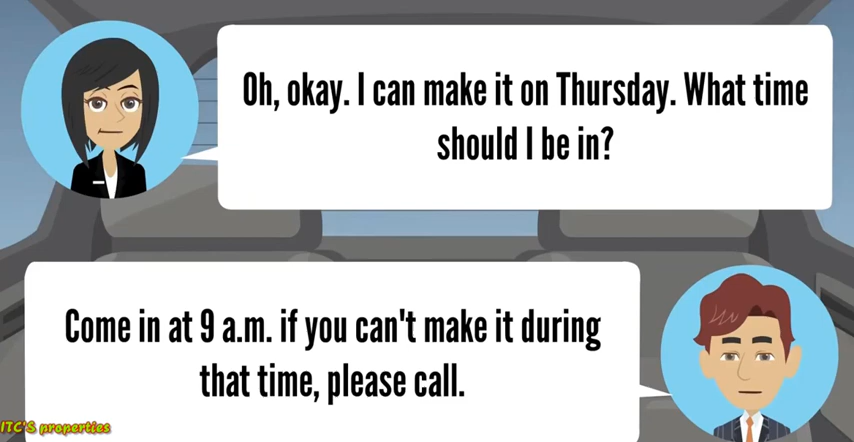 Oh, okay. I can make it on Thursday. What time
should I be in?
Come in at 9 a.m. if you can't make it during
that time, please call.
ITC'S properties